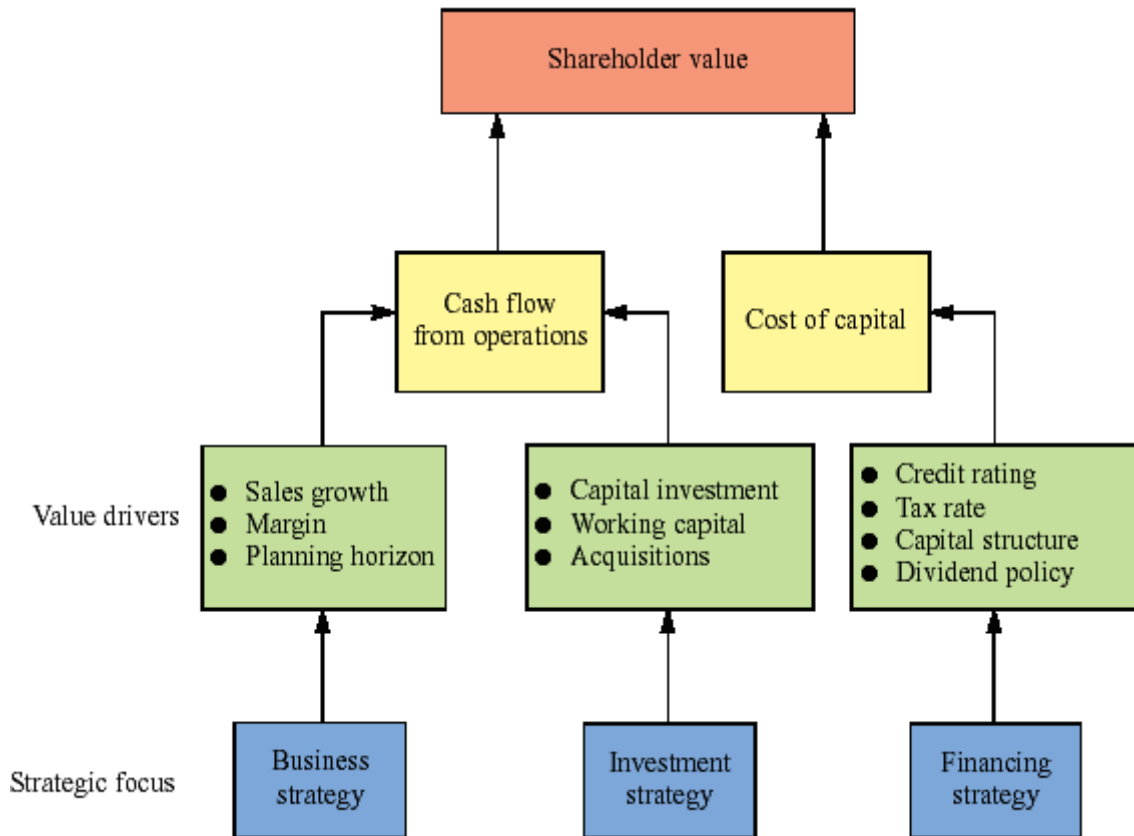 Shareholder value
Cash flow
from operations
Cost of capital
Value drivers
● Sales growth
● Margin
● Planning horizon
● Capital investment
● Working capital
● Acquisitions
● Credit rating
● Tax rate
● Capital structure
● Dividend policy
Strategic focus
Business
strategy
Investment
strategy
Financing
strategy